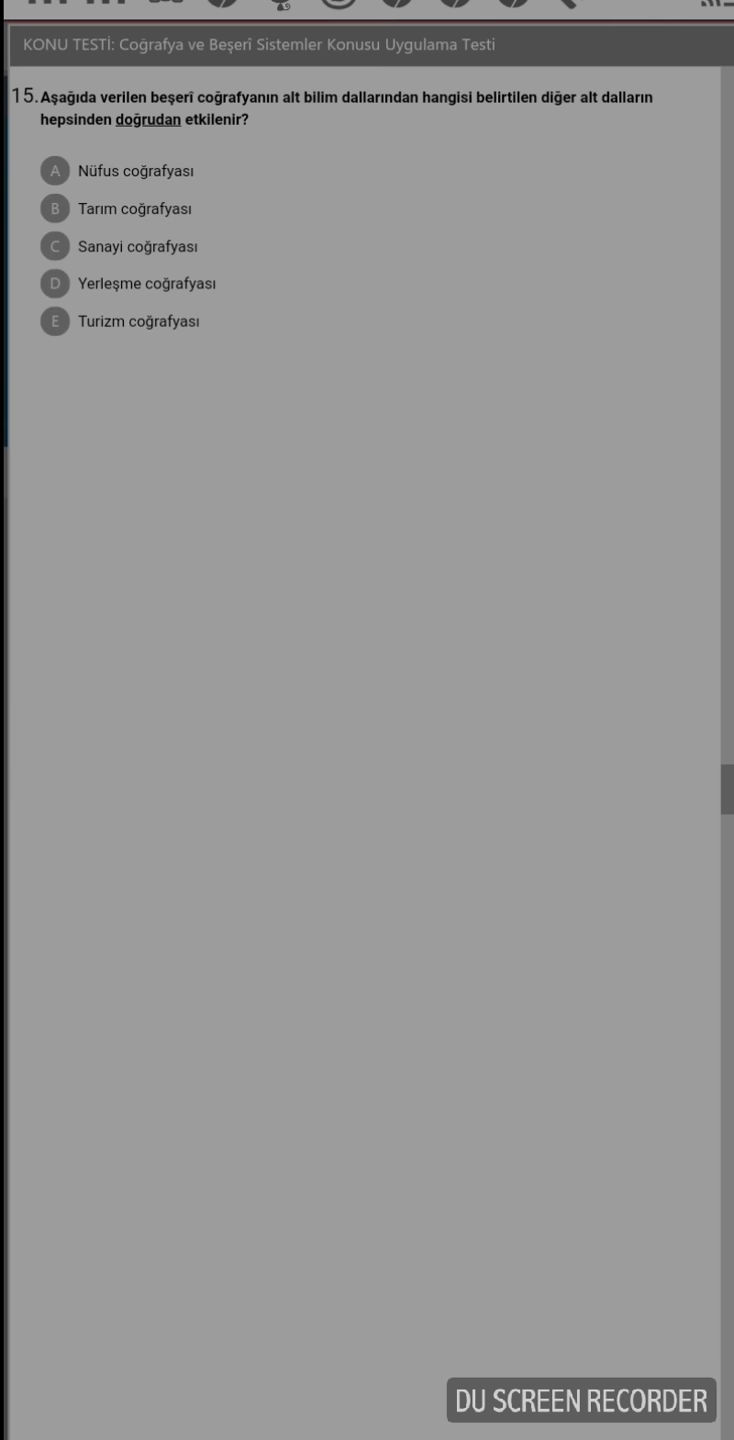 KONU TESTİ: Coğrafya ve Beşerî Sistemler Konusu Uygulama Testi
15. Aşağıda verilen beşerî coğrafyanın alt bilim dallarından hangisi belirtilen diğer alt dalların
hepsinden doğrudan etkilenir?
A Nüfus coğrafyası
B Tarım coğrafyası
C Sanayi coğrafyası
D Yerleşme coğrafyası
E Turizm coğrafyası
DU SCREEN RECORDER